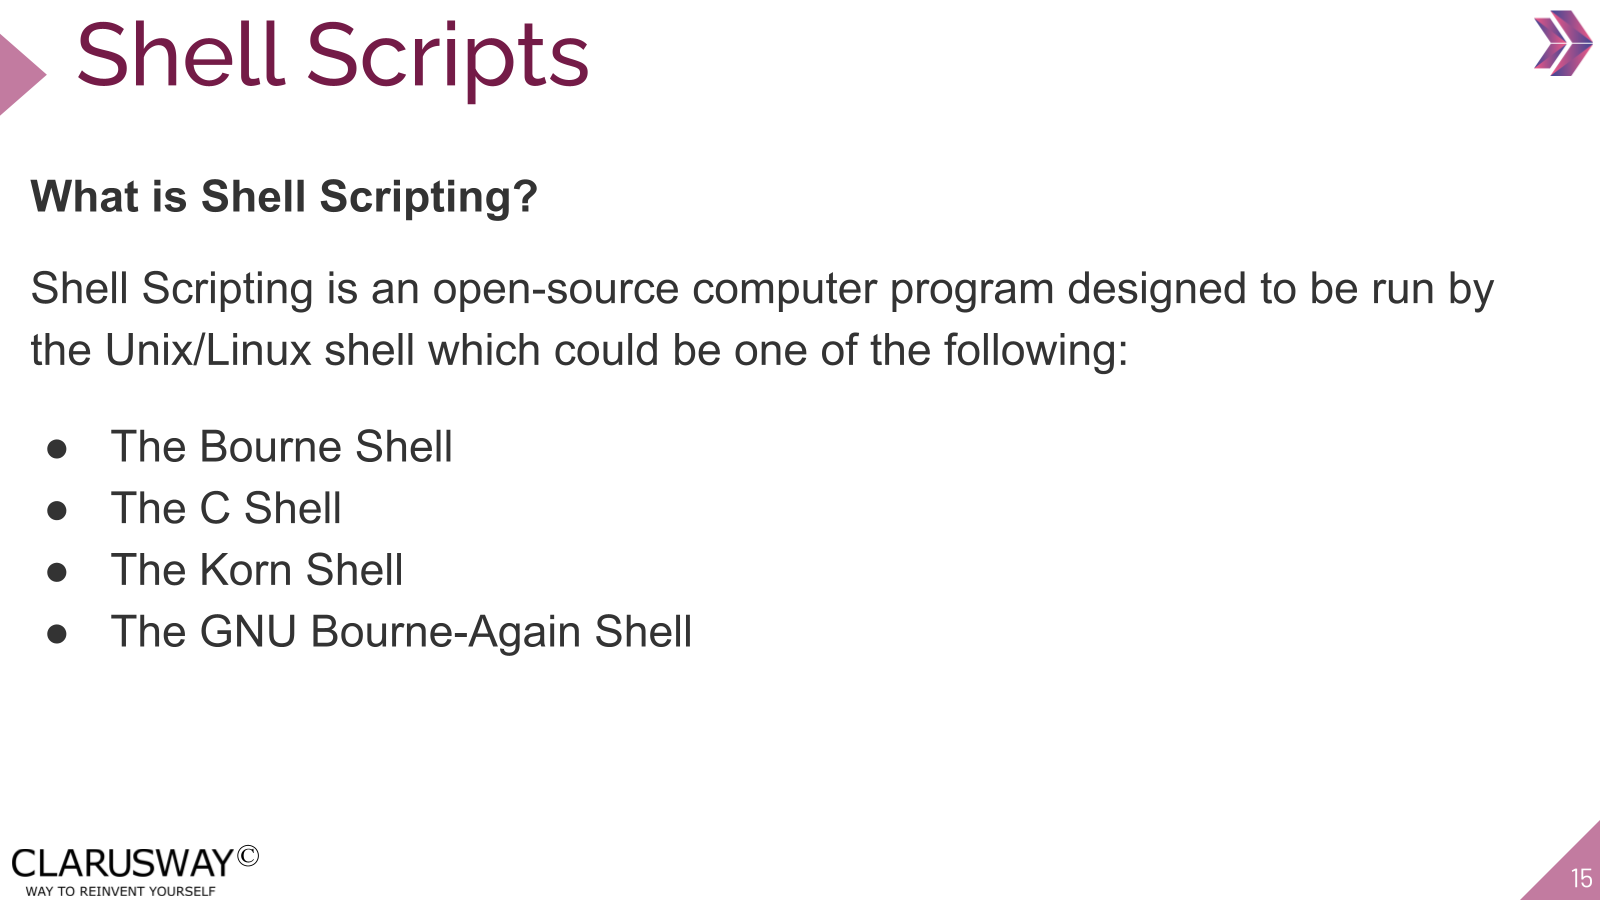 Shell Scripts
What is Shell Scripting?
Shell Scripting is an open-source computer program designed to be run by
the Unix/Linux shell which could be one of the following:
● The Bourne Shell
● The C Shell
● The Korn Shell
● The GNU Bourne-Again Shell
CLARUSWAY©
WAY TO REINVENT YOURSELF
15